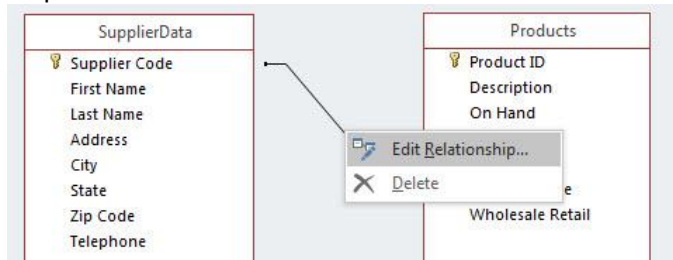 SupplierData
Supplier Code
First Name
Last Name
Address
City
State
Zip Code
Telephone
Products
Product ID
Description
On Hand
Edit Relationship...
Delete
Wholesale Retail